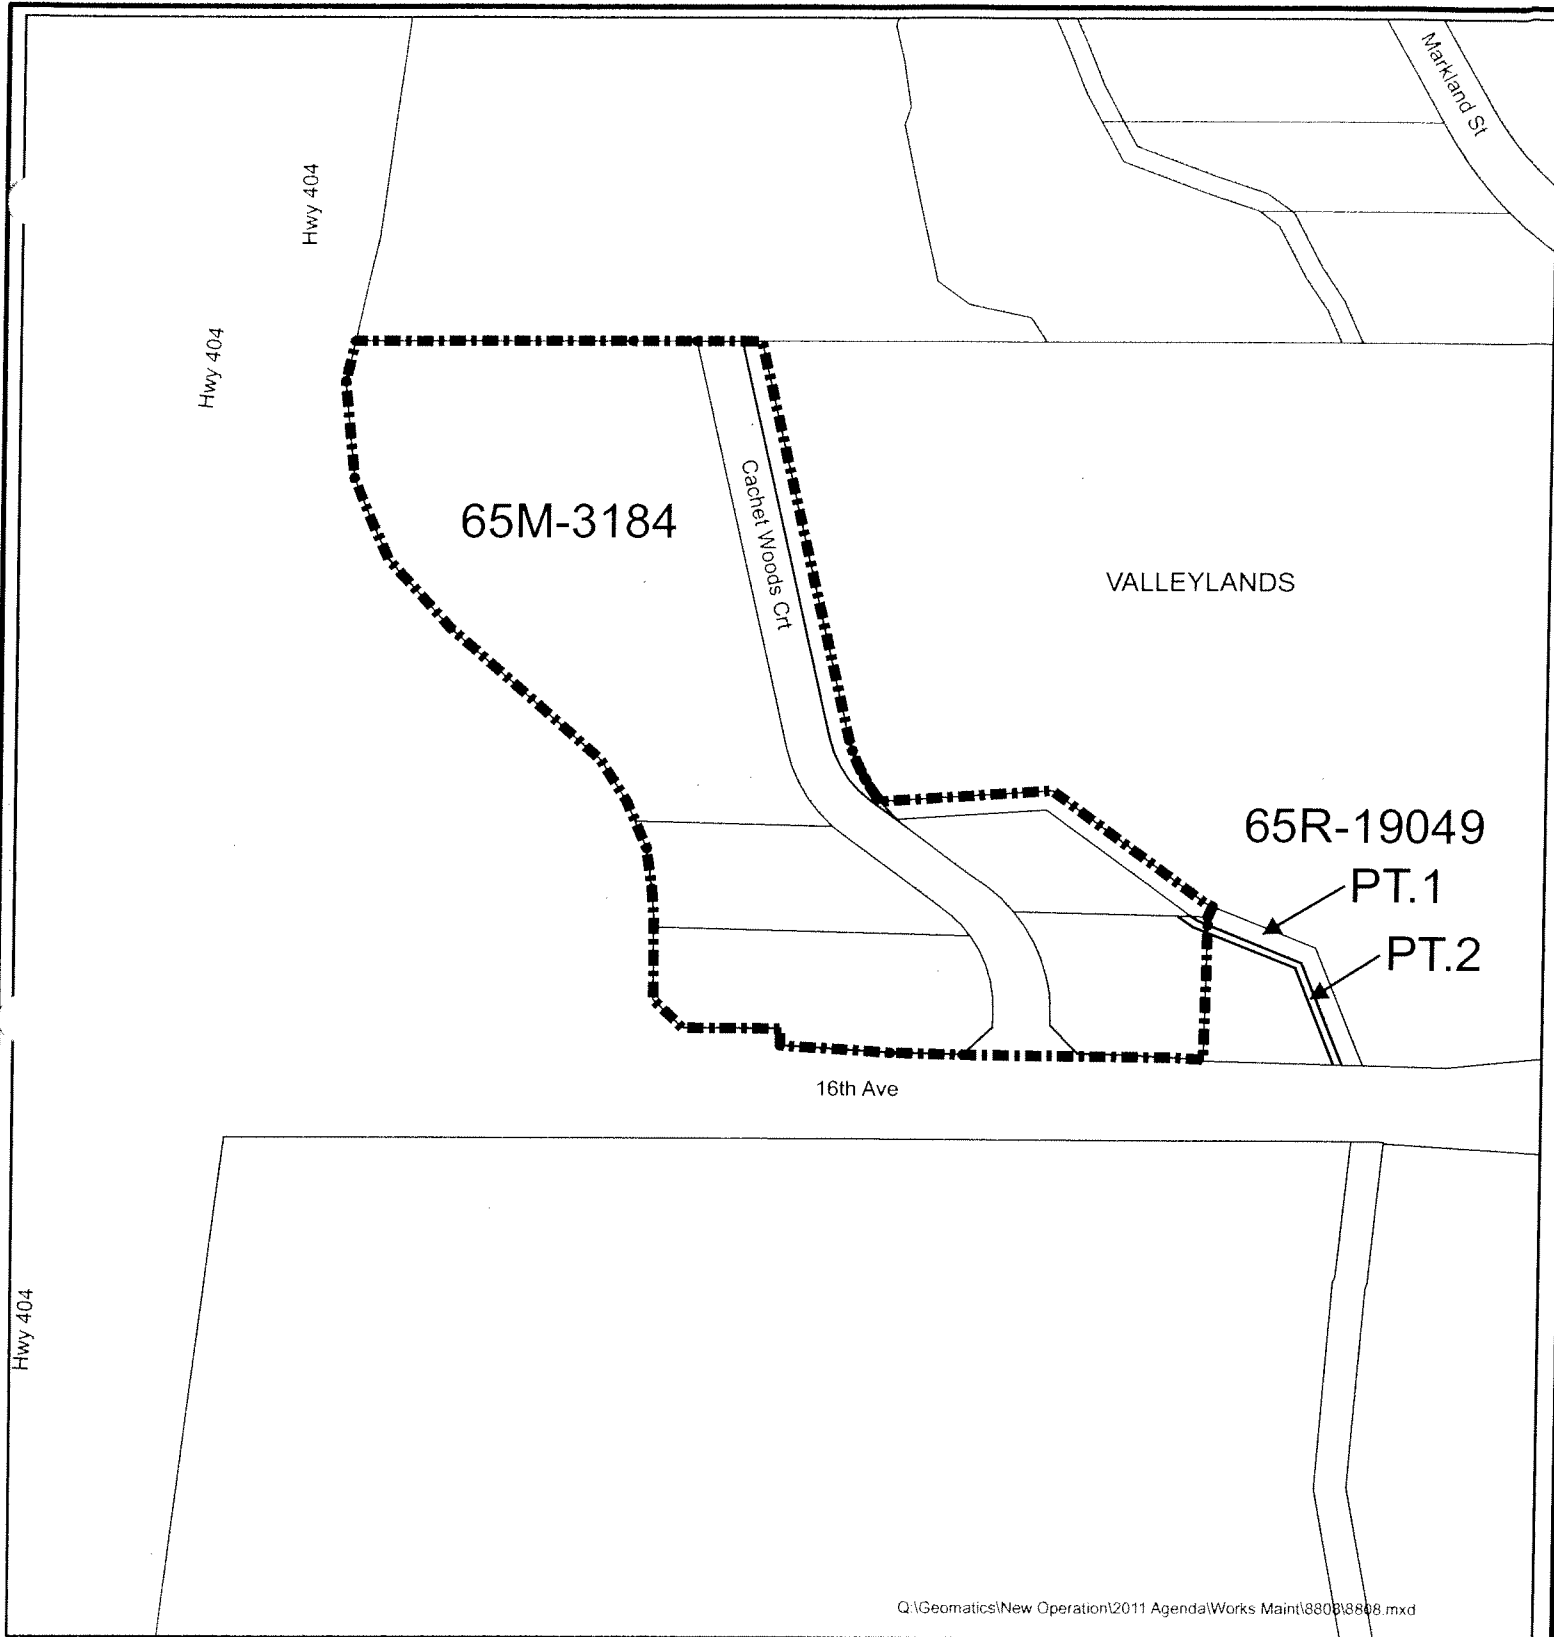 Markland St
Hwy 404
Hwy 404
65M-3184
Cachet Woods Crt
VALLEYLANDS
65R-19049
PT.1
PT.2
16th Ave
Hwy 404
Q:\Geomatics\New Operation\2011 Agenda\Works Maint\8808\8808.mxd